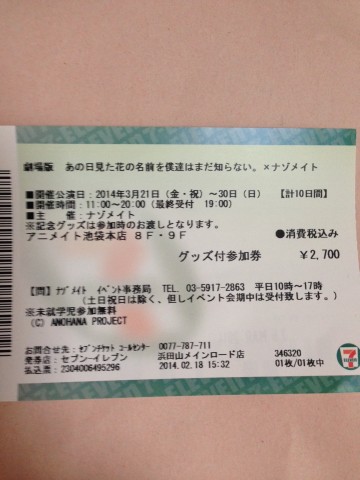 劇場版　あの日見た花の名前を僕達はまだ知らない。×ナゾメイト
■開催公演日：2014年3月21日（金・祝）～30日（日）　【計10日間】
■開催時間：11:00～20:00（最終受付　19:00）
■主　　催：ナゾメイト
※記念グッズは参加時のお渡しとなります。
アニメイト池袋本店　8F・9F
●消費税込み
グッズ付参加券　￥2,700
【問】ﾅｿﾞﾒｲﾄ　イベント事務局　TEL．03-5917-2863　平日10時～17時
（土日祝日は除く、但しイベント会期中は受付致します。）
※未就学児参加無料
(C) ANOHANA PROJECT
お問合せ先：ｾﾌﾞﾝﾁｹｯﾄ ｺｰﾙｾﾝﾀｰ　0077-787-711
発券店：セブン-イレブン　浜田山メインロード店　346320
払込票：2304006495296　2014.02.18 15:32　01枚/01枚中
7
ELEVEN